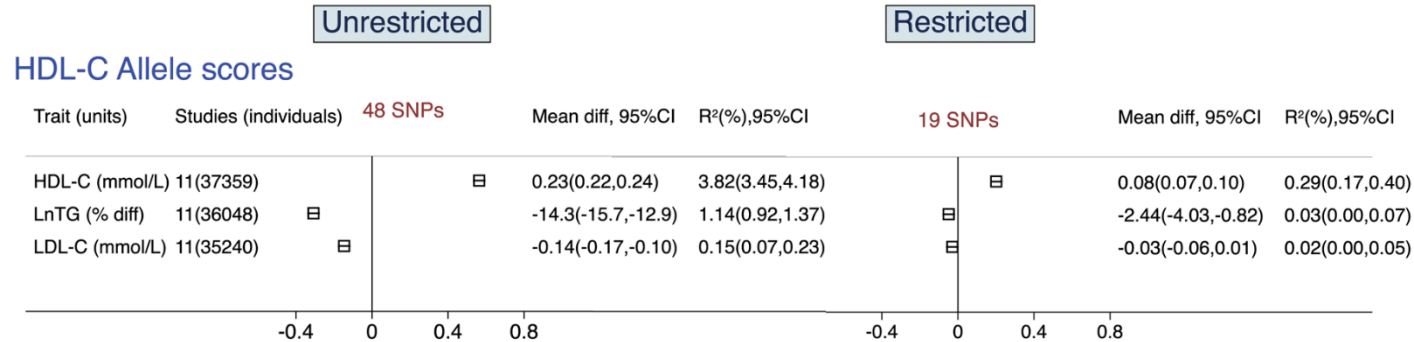 Unrestricted Restricted
HDL-C Allele scores
Trait (units) Studies (individuals) 48 SNPs Mean diff, 95%CI R²(%),95%CI 19 SNPs Mean diff, 95%CI R²(%),95%CI
HDL-C (mmol/L) 11(37359) 0.23(0.22,0.24) 3.82(3.45,4.18) 0.08(0.07,0.10) 0.29(0.17,0.40)
LnTG (% diff) 11(36048) -14.3(-15.7,-12.9) 1.14(0.92,1.37) -2.44(-4.03,-0.82) 0.03(0.00,0.07)
LDL-C (mmol/L) 11(35240) -0.14(-0.17,-0.10) 0.15(0.07,0.23) -0.03(-0.06,0.01) 0.02(0.00,0.05)
-0.4 0 0.4 0.8 -0.4 0 0.4 0.8